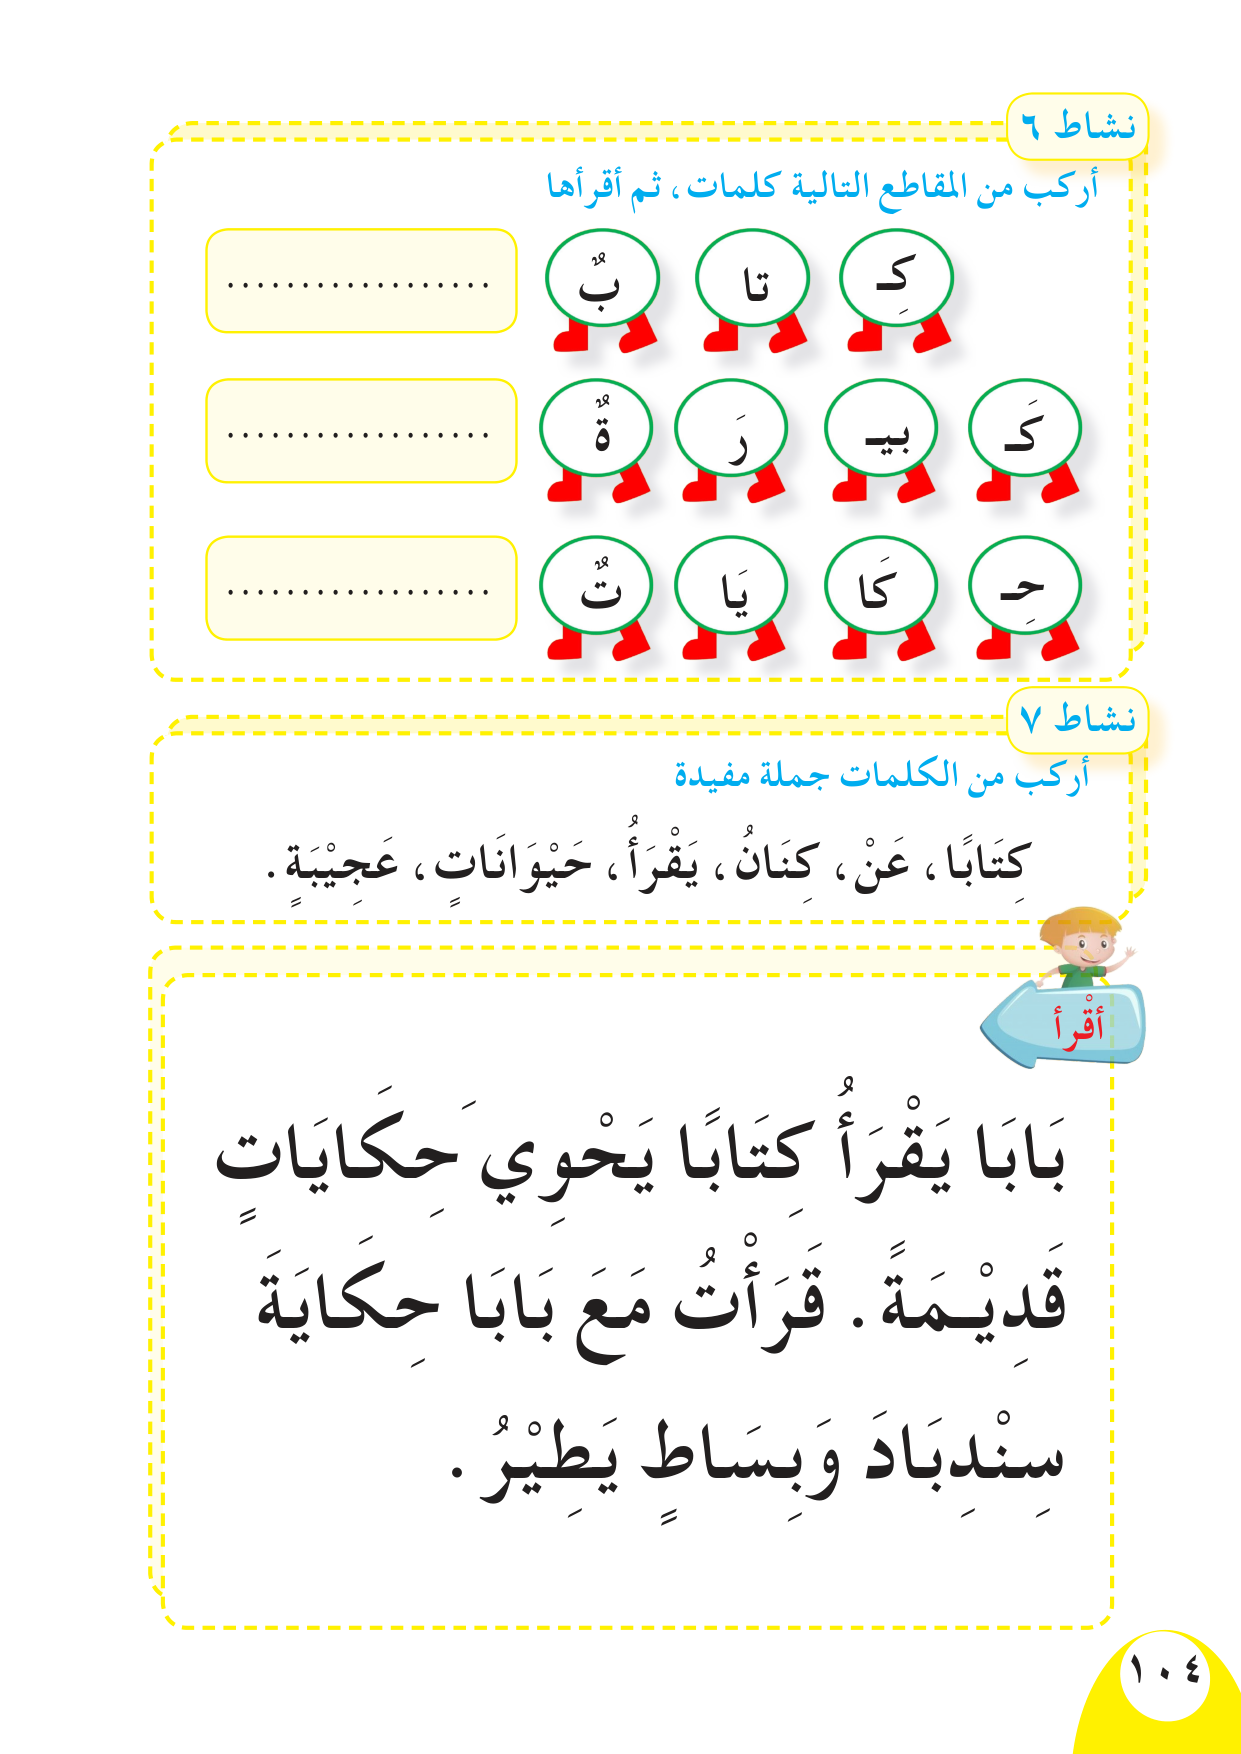 نشاط ٦
أركب من المقاطع التالية كلمات، ثم أقرأها
كِـ تا بٌ ..................
كَـ بيـ رَ ةٌ ..................
حِـ كَا يَا تٌ ..................
نشاط ٧
أركب من الكلمات جملة مفيدة
كِتَابًا، عَنْ، كِنَانُ، يَقْرَأُ، حَيْوَانَاتٍ، عَجِيْبَةٍ.
أقْرأ
بَابَا يَقْرَأُ كِتَابًا يَحْوِي َحِكَايَاتٍ
قَدِيْـمَةً. قَرَأْتُ مَعَ بَابَا حِكَايَةَ
سِنْدِبَادَ وَبِسَاطٍ يَطِيْرُ.
١٠٤